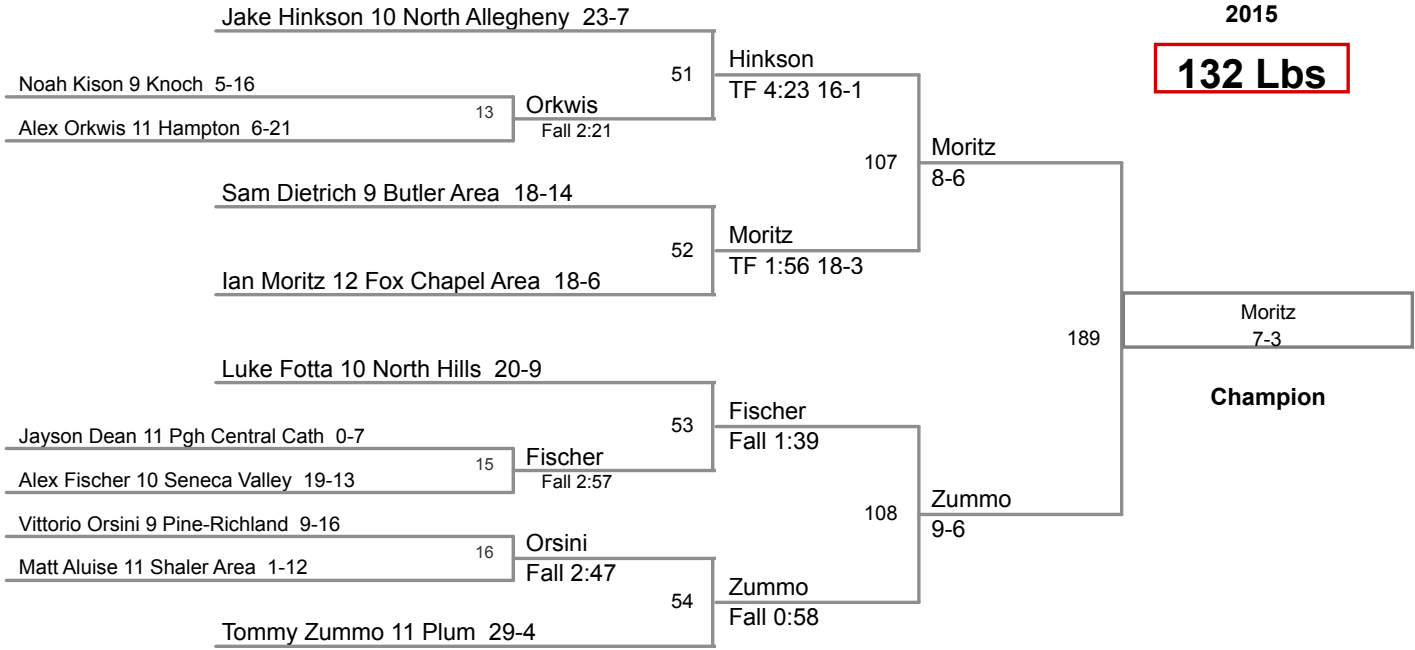 Jake Hinkson 10 North Allegheny 23-7
2015
132 Lbs
51
Hinkson
TF 4:23 16-1
Noah Kison 9 Knoch 5-16
13
Orkwis
Fall 2:21
Alex Orkwis 11 Hampton 6-21
107
Moritz
8-6
Sam Dietrich 9 Butler Area 18-14
52
Moritz
TF 1:56 18-3
Ian Moritz 12 Fox Chapel Area 18-6
189
Moritz
7-3
Champion
Luke Fotta 10 North Hills 20-9
53
Fischer
Fall 1:39
Jayson Dean 11 Pgh Central Cath 0-7
15
Fischer
Fall 2:57
Alex Fischer 10 Seneca Valley 19-13
108
Zummo
9-6
Vittorio Orsini 9 Pine-Richland 9-16
16
Orsini
Fall 2:47
Matt Aluise 11 Shaler Area 1-12
54
Zummo
Fall 0:58
Tommy Zummo 11 Plum 29-4